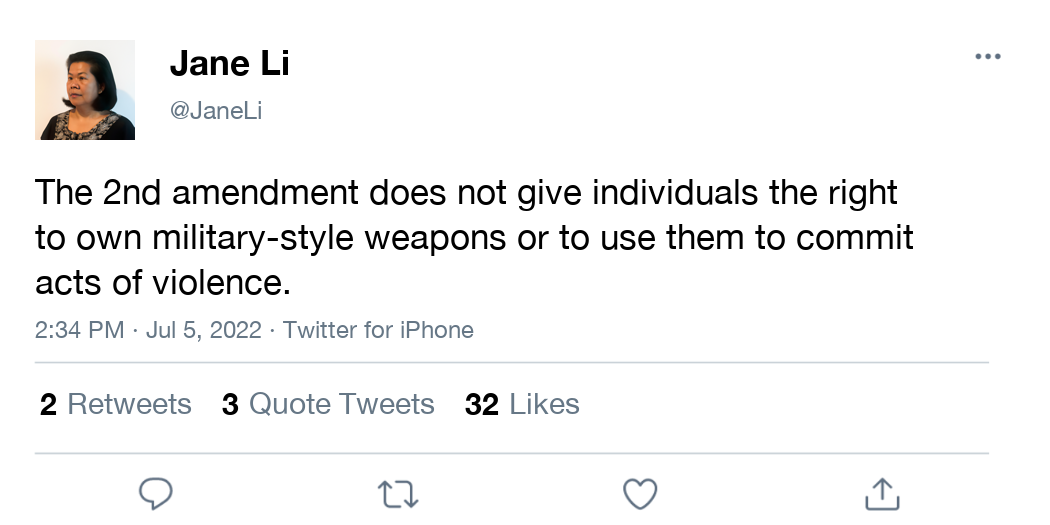 Jane Li
@JaneLi
The 2nd amendment does not give individuals the right
to own military-style weapons or to use them to commit
acts of violence.
2:34 PM · Jul 5, 2022 · Twitter for iPhone
2 Retweets 3 Quote Tweets 32 Likes